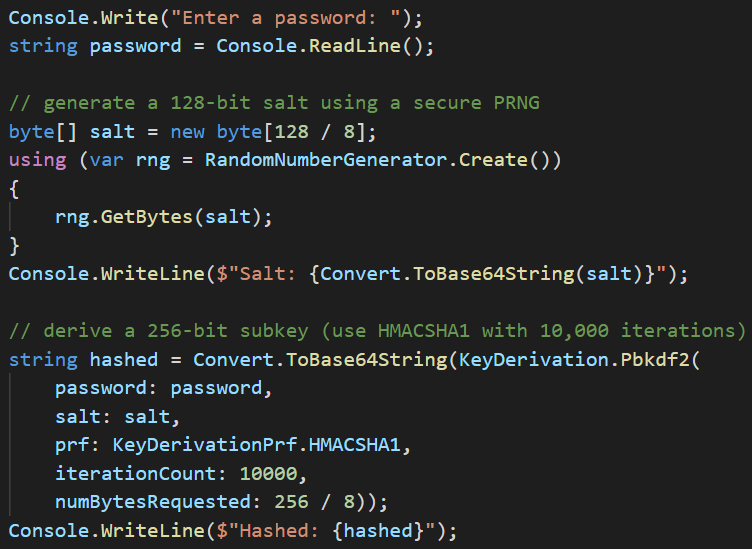 Console.Write("Enter a password: ");
string password = Console.ReadLine();

// generate a 128-bit salt using a secure PRNG
byte[] salt = new byte[128 / 8];
using (var rng = RandomNumberGenerator.Create())
{
    rng.GetBytes(salt);
}
Console.WriteLine($"Salt: {Convert.ToBase64String(salt)}");

// derive a 256-bit subkey (use HMACSHA1 with 10,000 iterations)
string hashed = Convert.ToBase64String(KeyDerivation.Pbkdf2(
    password: password,
    salt: salt,
    prf: KeyDerivationPrf.HMACSHA1,
    iterationCount: 10000,
    numBytesRequested: 256 / 8));
Console.WriteLine($"Hashed: {hashed}");